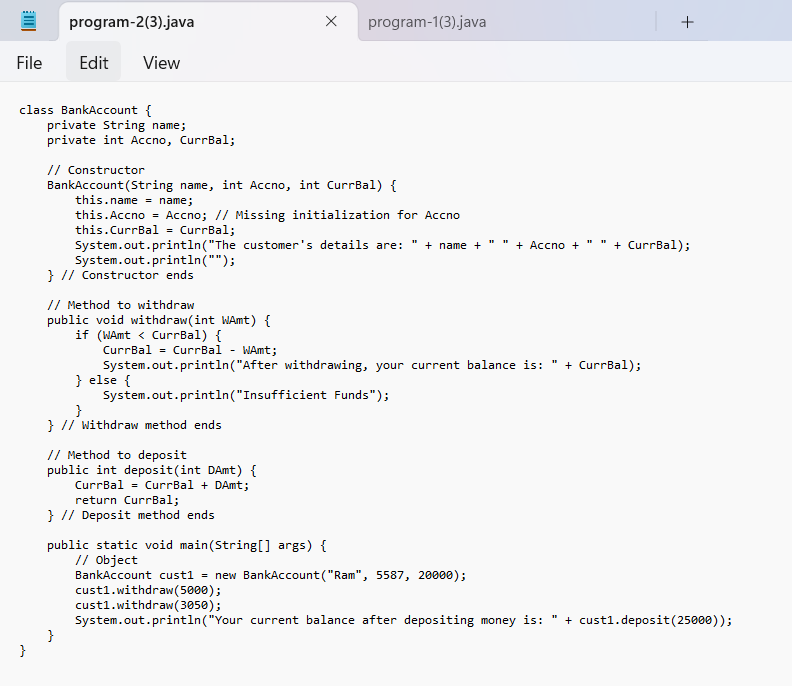 program-2(3).java
program-1(3).java
File Edit View
class BankAccount {
    private String name;
    private int Accno, CurrBal;

    // Constructor
    BankAccount(String name, int Accno, int CurrBal) {
        this.name = name;
        this.Accno = Accno; // Missing initialization for Accno
        this.CurrBal = CurrBal;
        System.out.println("The customer's details are: " + name + " " + Accno + " " + CurrBal);
        System.out.println("");
    } // Constructor ends

    // Method to withdraw
    public void withdraw(int WAmt) {
        if (WAmt < CurrBal) {
            CurrBal = CurrBal - WAmt;
            System.out.println("After withdrawing, your current balance is: " + CurrBal);
        } else {
            System.out.println("Insufficient Funds");
        }
    } // Withdraw method ends

    // Method to deposit
    public int deposit(int DAmt) {
        CurrBal = CurrBal + DAmt;
        return CurrBal;
    } // Deposit method ends

    public static void main(String[] args) {
        // Object
        BankAccount cust1 = new BankAccount("Ram", 5587, 20000);
        cust1.withdraw(5000);
        cust1.withdraw(3050);
        System.out.println("Your current balance after depositing money is: " + cust1.deposit(25000));
    }
}